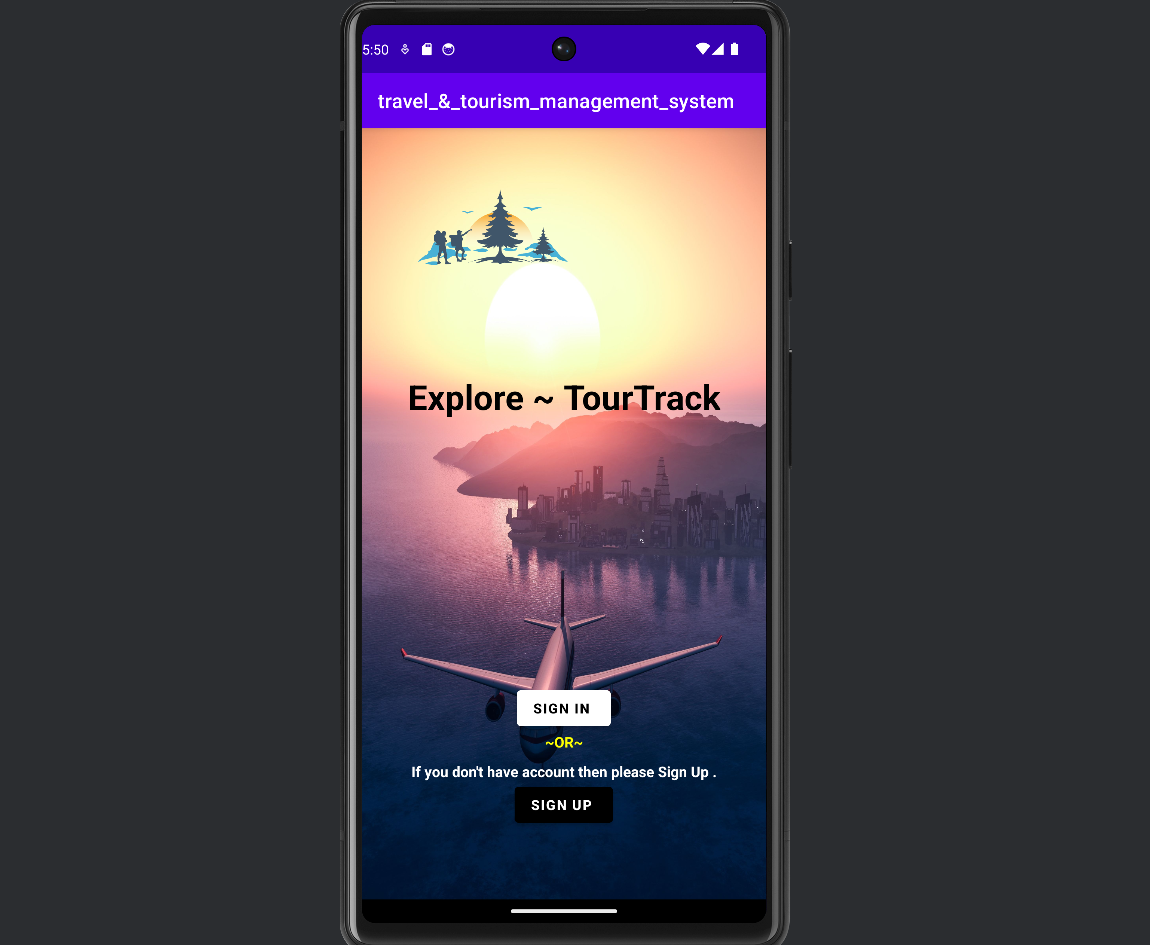 5:50
travel_&_tourism_management_system
Explore ~ TourTrack
SIGN IN
~OR~
If you don't have account then please Sign Up .
SIGN UP